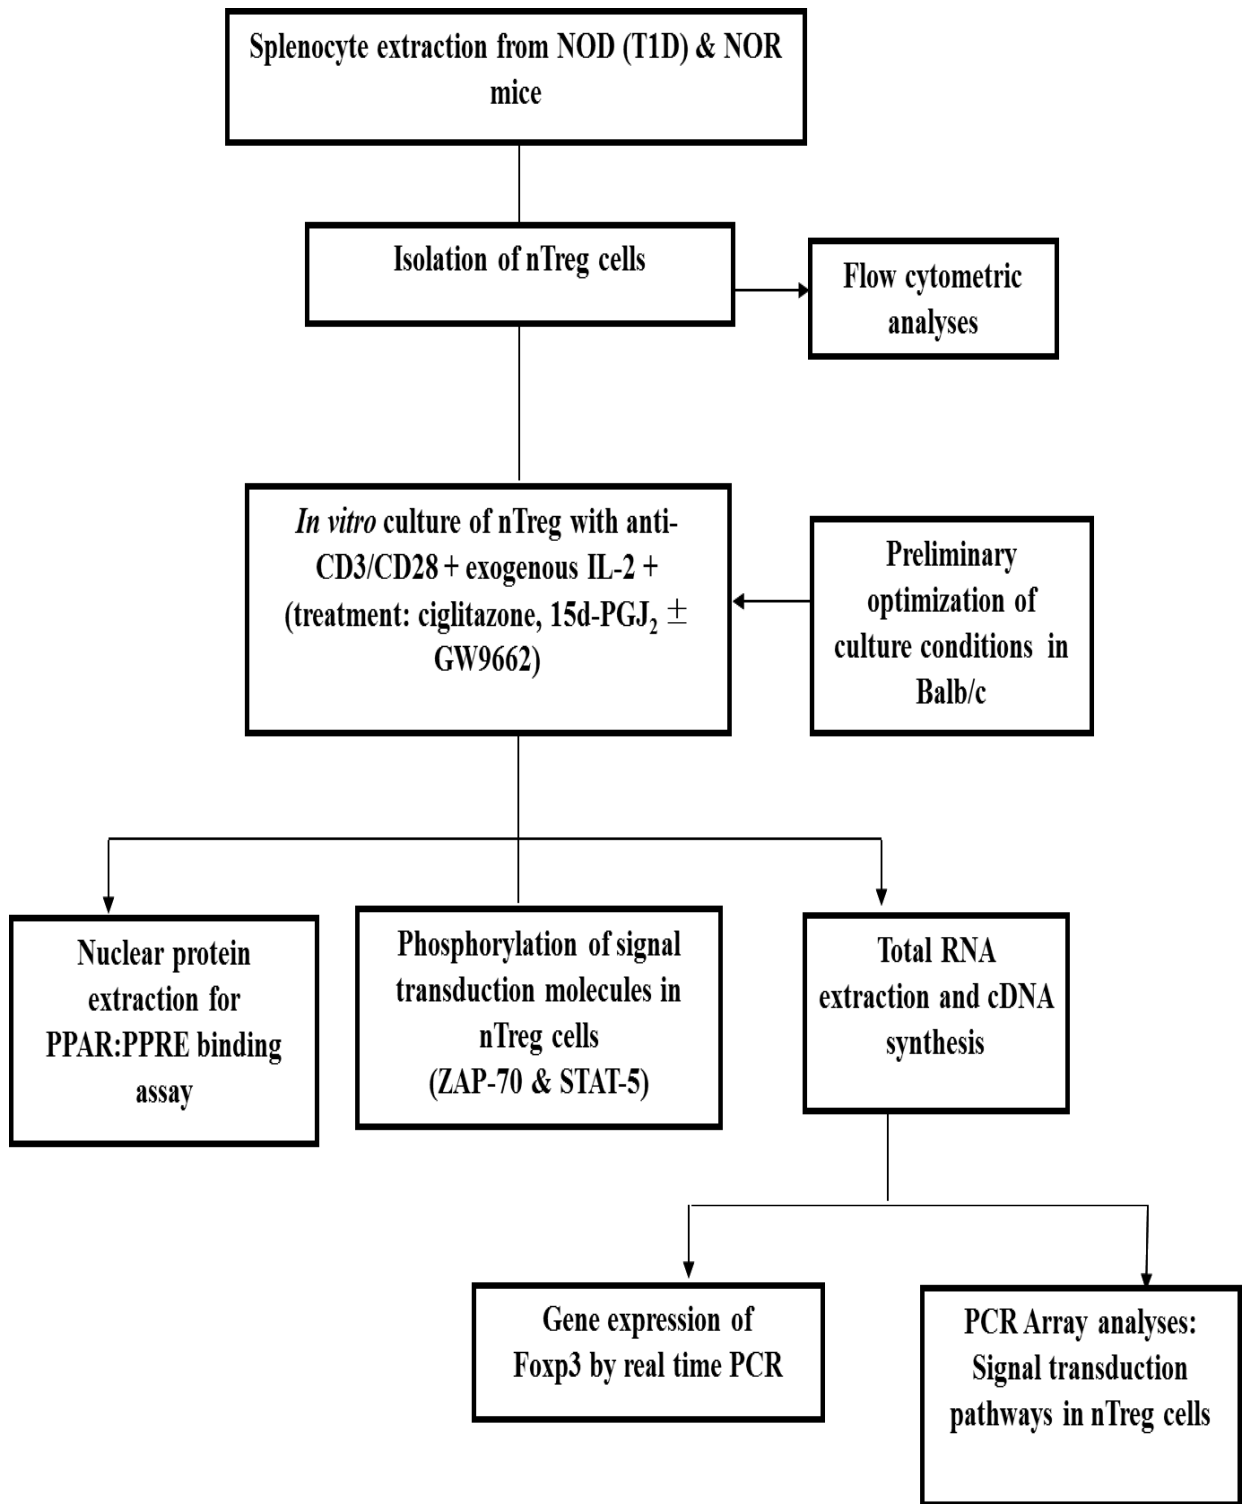 Splenocyte extraction from NOD (T1D) & NOR
mice
Isolation of nTreg cells
Flow cytometric
analyses
In vitro culture of nTreg with anti-
CD3/CD28 + exogenous IL-2 +
(treatment: ciglitazone, 15d-PGJ₂ ±
GW9662)
Preliminary
optimization of
culture conditions in
Balb/c
Nuclear protein
extraction for
PPAR:PPRE binding
assay
Phosphorylation of signal
transduction molecules in
nTreg cells
(ZAP-70 & STAT-5)
Total RNA
extraction and cDNA
synthesis
Gene expression of
Foxp3 by real time PCR
PCR Array analyses:
Signal transduction
pathways in nTreg cells